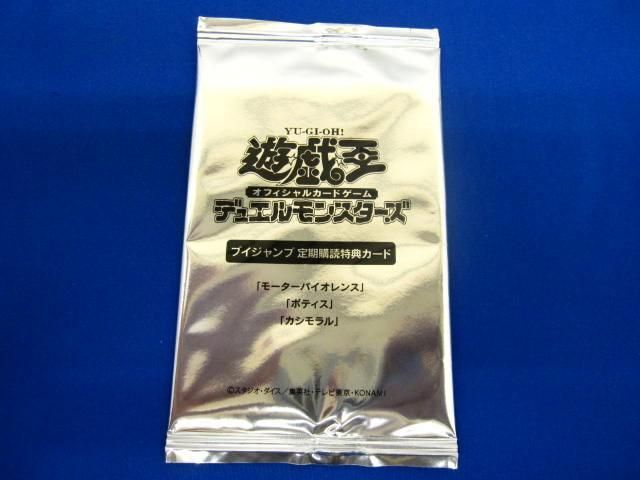 YU-GI-OH!
遊戯王
オフィシャルカードゲーム
デュエルモンスターズ
ブイジャンプ 定期購読特典カード
「モーターバイオレンス」
「ボティス」
「カシモラル」
©スタジオ・ダイス/集英社・テレビ東京・KONAMI